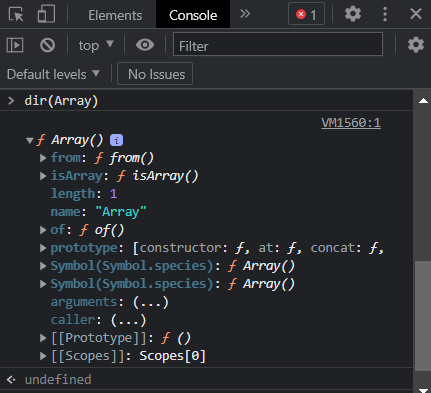 Elements Console » 1
top Filter
Default levels No Issues
> dir(Array)
VM1560:1
ƒ Array() i
from: ƒ from()
isArray: ƒ isArray()
length: 1
name: "Array"
of: ƒ of()
prototype: [constructor: ƒ, at: ƒ, concat: ƒ,
Symbol(Symbol.species): ƒ Array()
Symbol(Symbol.species): ƒ Array()
arguments: (...)
caller: (...)
[[Prototype]]: ƒ ()
[[Scopes]]: Scopes[0]
undefined